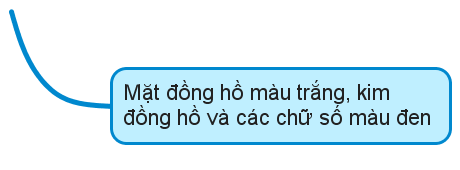 Mặt đồng hồ màu trắng, kim
đồng hồ và các chữ số màu đen